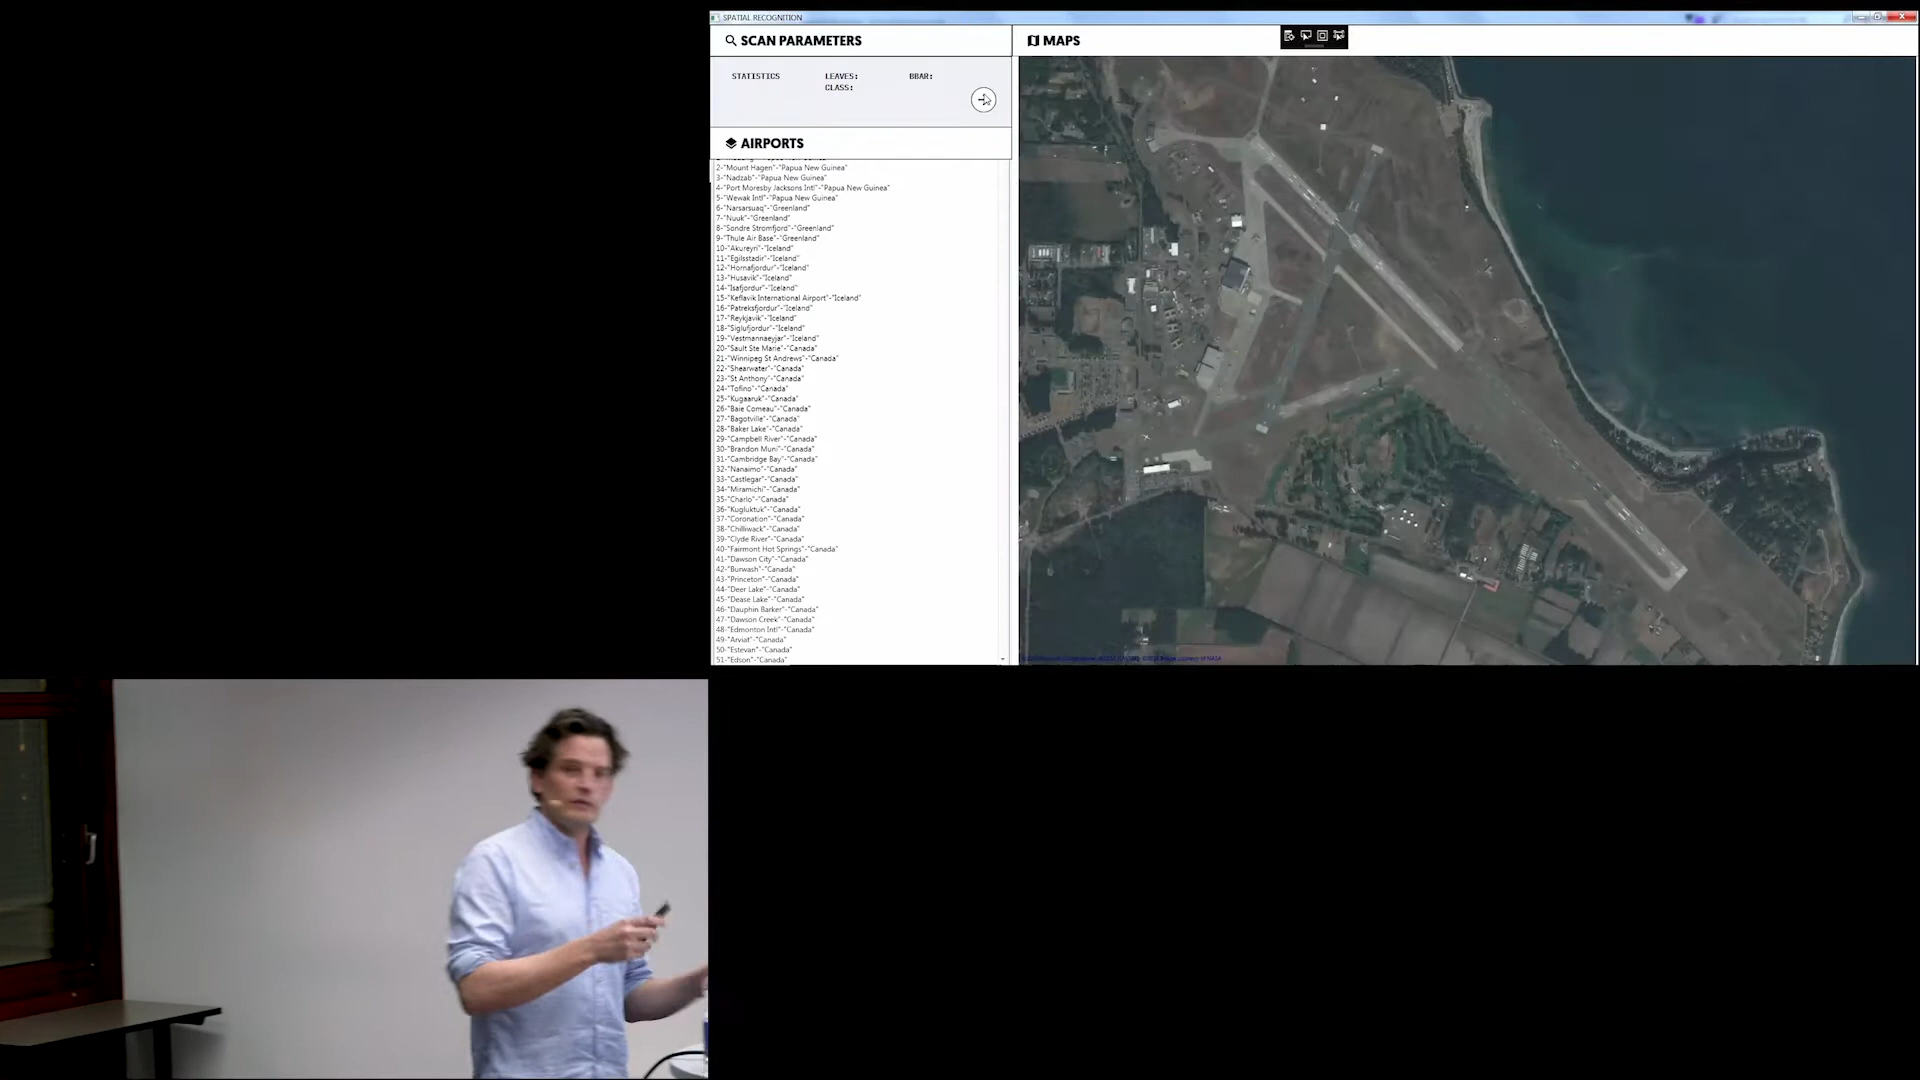 SPATIAL RECOGNITION
SCAN PARAMETERS
STATISTICS LEAVES: BBAR:
CLASS:
AIRPORTS
2-"Mount Hagen"-"Papua New Guinea"
3-"Nadzab"-"Papua New Guinea"
4-"Port Moresby Jacksons Intl"-"Papua New Guinea"
5-"Wewak Intl"-"Papua New Guinea"
6-"Narsarsuaq"-"Greenland"
7-"Nuuk"-"Greenland"
8-"Sondre Stromfjord"-"Greenland"
9-"Thule Air Base"-"Greenland"
10-"Akureyri"-"Iceland"
11-"Egilsstadir"-"Iceland"
12-"Hornafjordur"-"Iceland"
13-"Husavik"-"Iceland"
14-"Isafjordur"-"Iceland"
15-"Keflavik International Airport"-"Iceland"
16-"Patreksfjordur"-"Iceland"
17-"Reykjavik"-"Iceland"
18-"Siglufjordur"-"Iceland"
19-"Vestmannaeyjar"-"Iceland"
20-"Sault Ste Marie"-"Canada"
21-"Winnipeg St Andrews"-"Canada"
22-"Shearwater"-"Canada"
23-"St Anthony"-"Canada"
24-"Tofino"-"Canada"
25-"Kugaaruk"-"Canada"
26-"Baie Comeau"-"Canada"
27-"Bagotville"-"Canada"
28-"Baker Lake"-"Canada"
29-"Campbell River"-"Canada"
30-"Brandon Muni"-"Canada"
31-"Cambridge Bay"-"Canada"
32-"Nanaimo"-"Canada"
33-"Castlegar"-"Canada"
34-"Miramichi"-"Canada"
35-"Charlo"-"Canada"
36-"Kugluktuk"-"Canada"
37-"Coronation"-"Canada"
38-"Chilliwack"-"Canada"
39-"Clyde River"-"Canada"
40-"Fairmont Hot Springs"-"Canada"
41-"Dawson City"-"Canada"
42-"Burwash"-"Canada"
43-"Princeton"-"Canada"
44-"Deer Lake"-"Canada"
45-"Dease Lake"-"Canada"
46-"Dauphin Barker"-"Canada"
47-"Dawson Creek"-"Canada"
48-"Edmonton Intl"-"Canada"
49-"Arviat"-"Canada"
50-"Estevan"-"Canada"
51-"Edson"-"Canada"
MAPS
courtesy of NASA